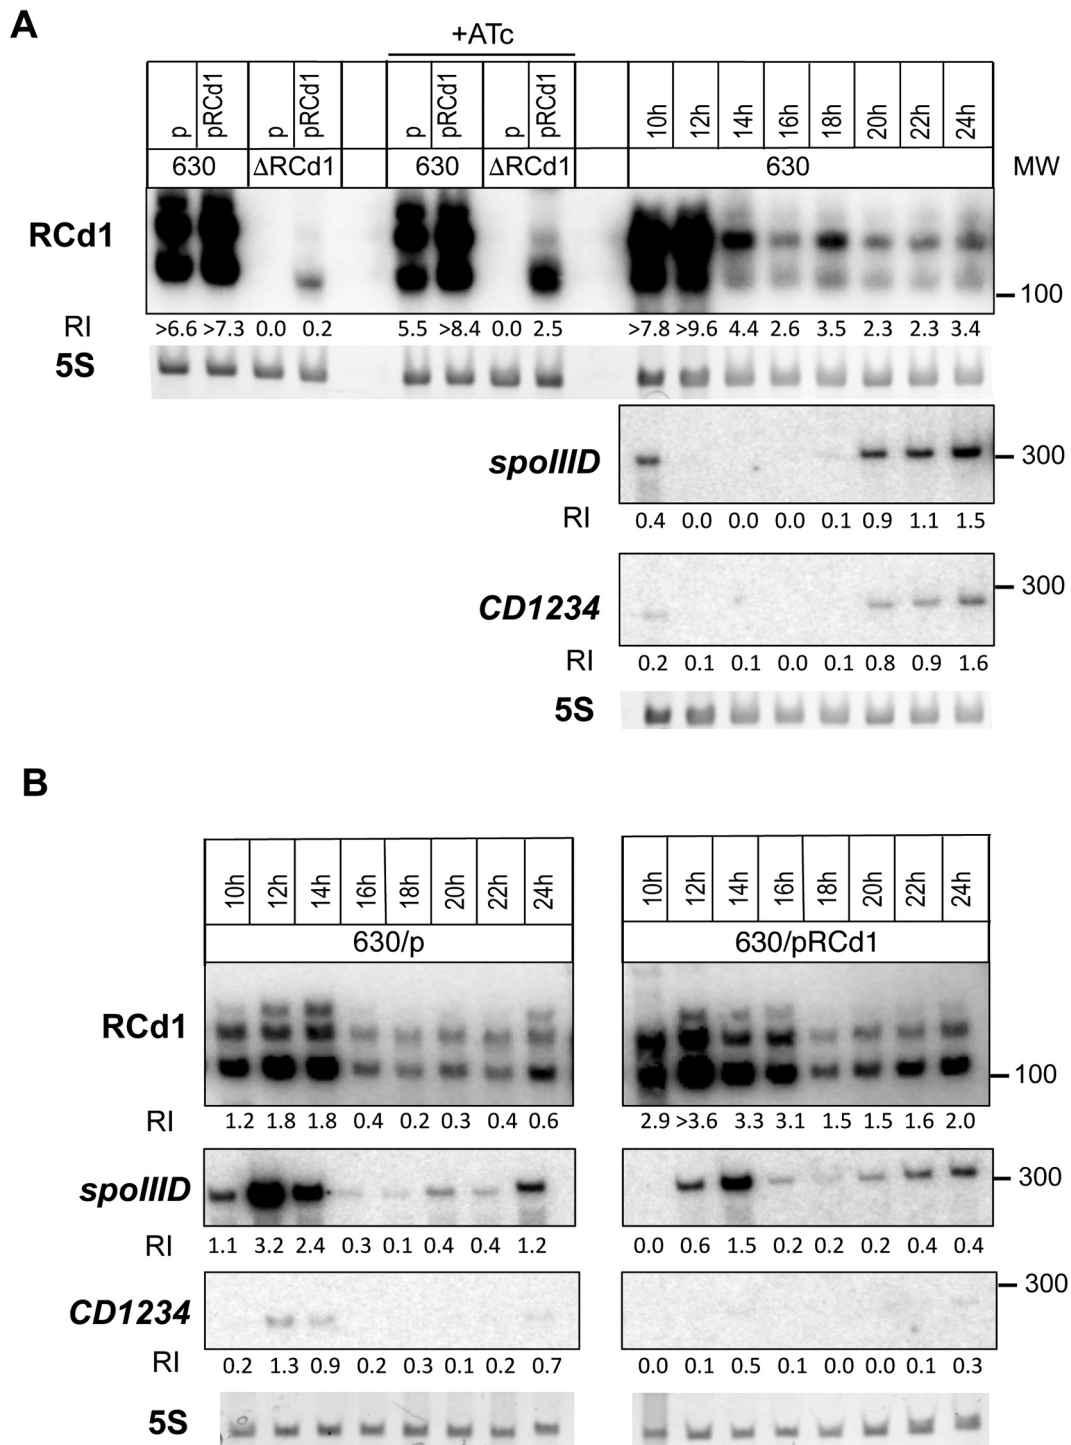 A
+ATc
p pRCd1 p pRCd1 p pRCd1 p pRCd1 10h 12h 14h 16h 18h 20h 22h 24h
630 ΔRCd1 630 ΔRCd1 630 MW
RCd1
100
RI >6.6 >7.3 0.0 0.2 5.5 >8.4 0.0 2.5 >7.8 >9.6 4.4 2.6 3.5 2.3 2.3 3.4
5S
spoIIID 300
RI 0.4 0.0 0.0 0.0 0.1 0.9 1.1 1.5
300
CD1234
RI 0.2 0.1 0.1 0.0 0.1 0.8 0.9 1.6
5S
B
10h 12h 14h 16h 18h 20h 22h 24h 10h 12h 14h 16h 18h 20h 22h 24h
630/p 630/pRCd1
RCd1
100
RI 1.2 1.8 1.8 0.4 0.2 0.3 0.4 0.6 2.9 >3.6 3.3 3.1 1.5 1.5 1.6 2.0
spoIIID 300
RI 1.1 3.2 2.4 0.3 0.1 0.4 0.4 1.2 0.0 0.6 1.5 0.2 0.2 0.2 0.4 0.4
300
CD1234
RI 0.2 1.3 0.9 0.2 0.3 0.1 0.2 0.7 0.0 0.1 0.5 0.1 0.0 0.0 0.1 0.3
5S